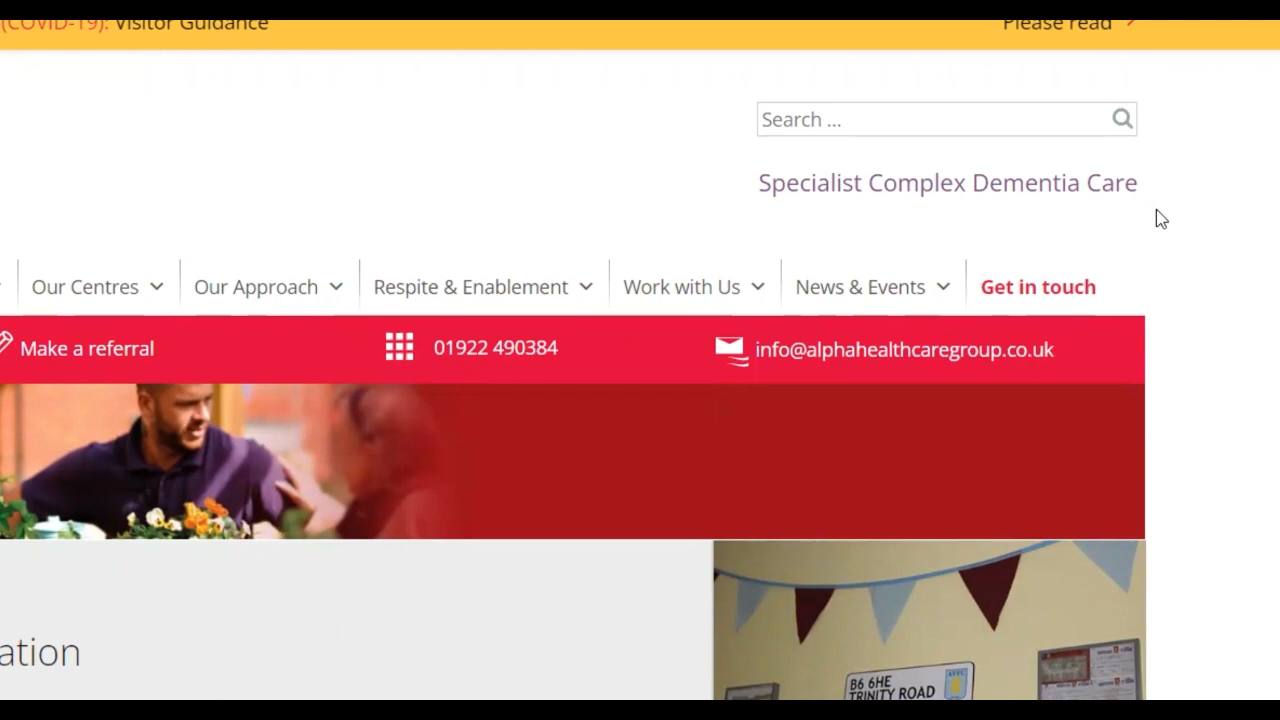 (COVID-19): Visitor Guidance Please read
Search ...
Specialist Complex Dementia Care
Our Centres Our Approach Respite & Enablement Work with Us News & Events Get in touch
Make a referral 01922 490384 info@alphahealthcaregroup.co.uk
ation
B6 6HE
TRINITY ROAD
AVFC